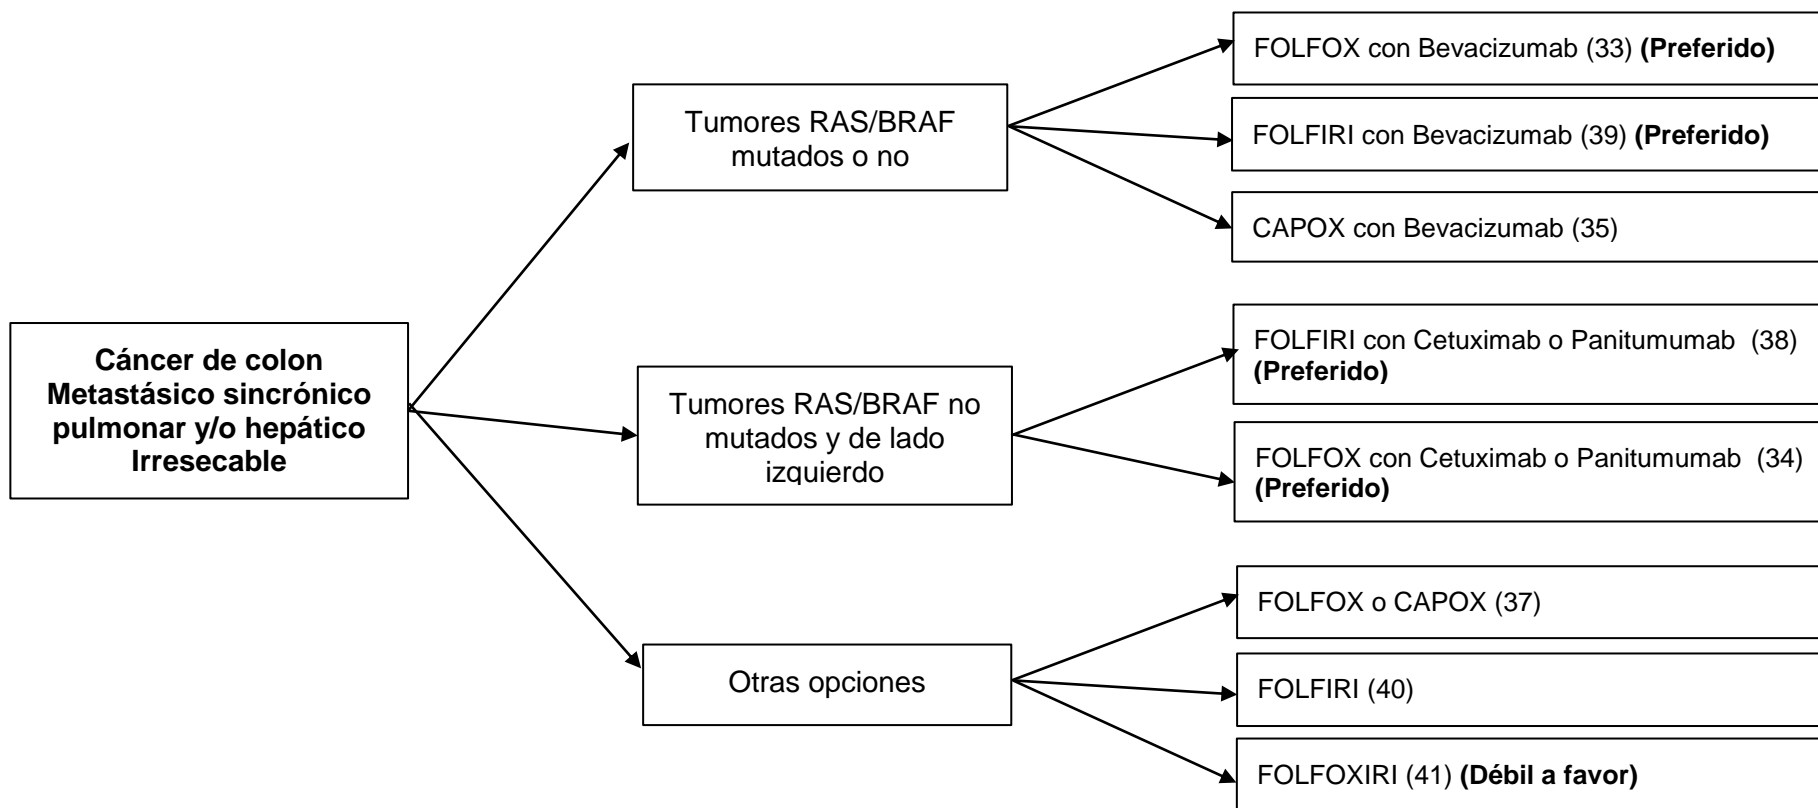 Cáncer de colon
Metastásico sincrónico
pulmonar y/o hepático
Irresecable
Tumores RAS/BRAF
mutados o no
FOLFOX con Bevacizumab (33) (Preferido)
FOLFIRI con Bevacizumab (39) (Preferido)
CAPOX con Bevacizumab (35)
Tumores RAS/BRAF no
mutados y de lado
izquierdo
FOLFIRI con Cetuximab o Panitumumab (38)
(Preferido)
FOLFOX con Cetuximab o Panitumumab (34)
(Preferido)
Otras opciones
FOLFOX o CAPOX (37)
FOLFIRI (40)
FOLFOXIRI (41) (Débil a favor)